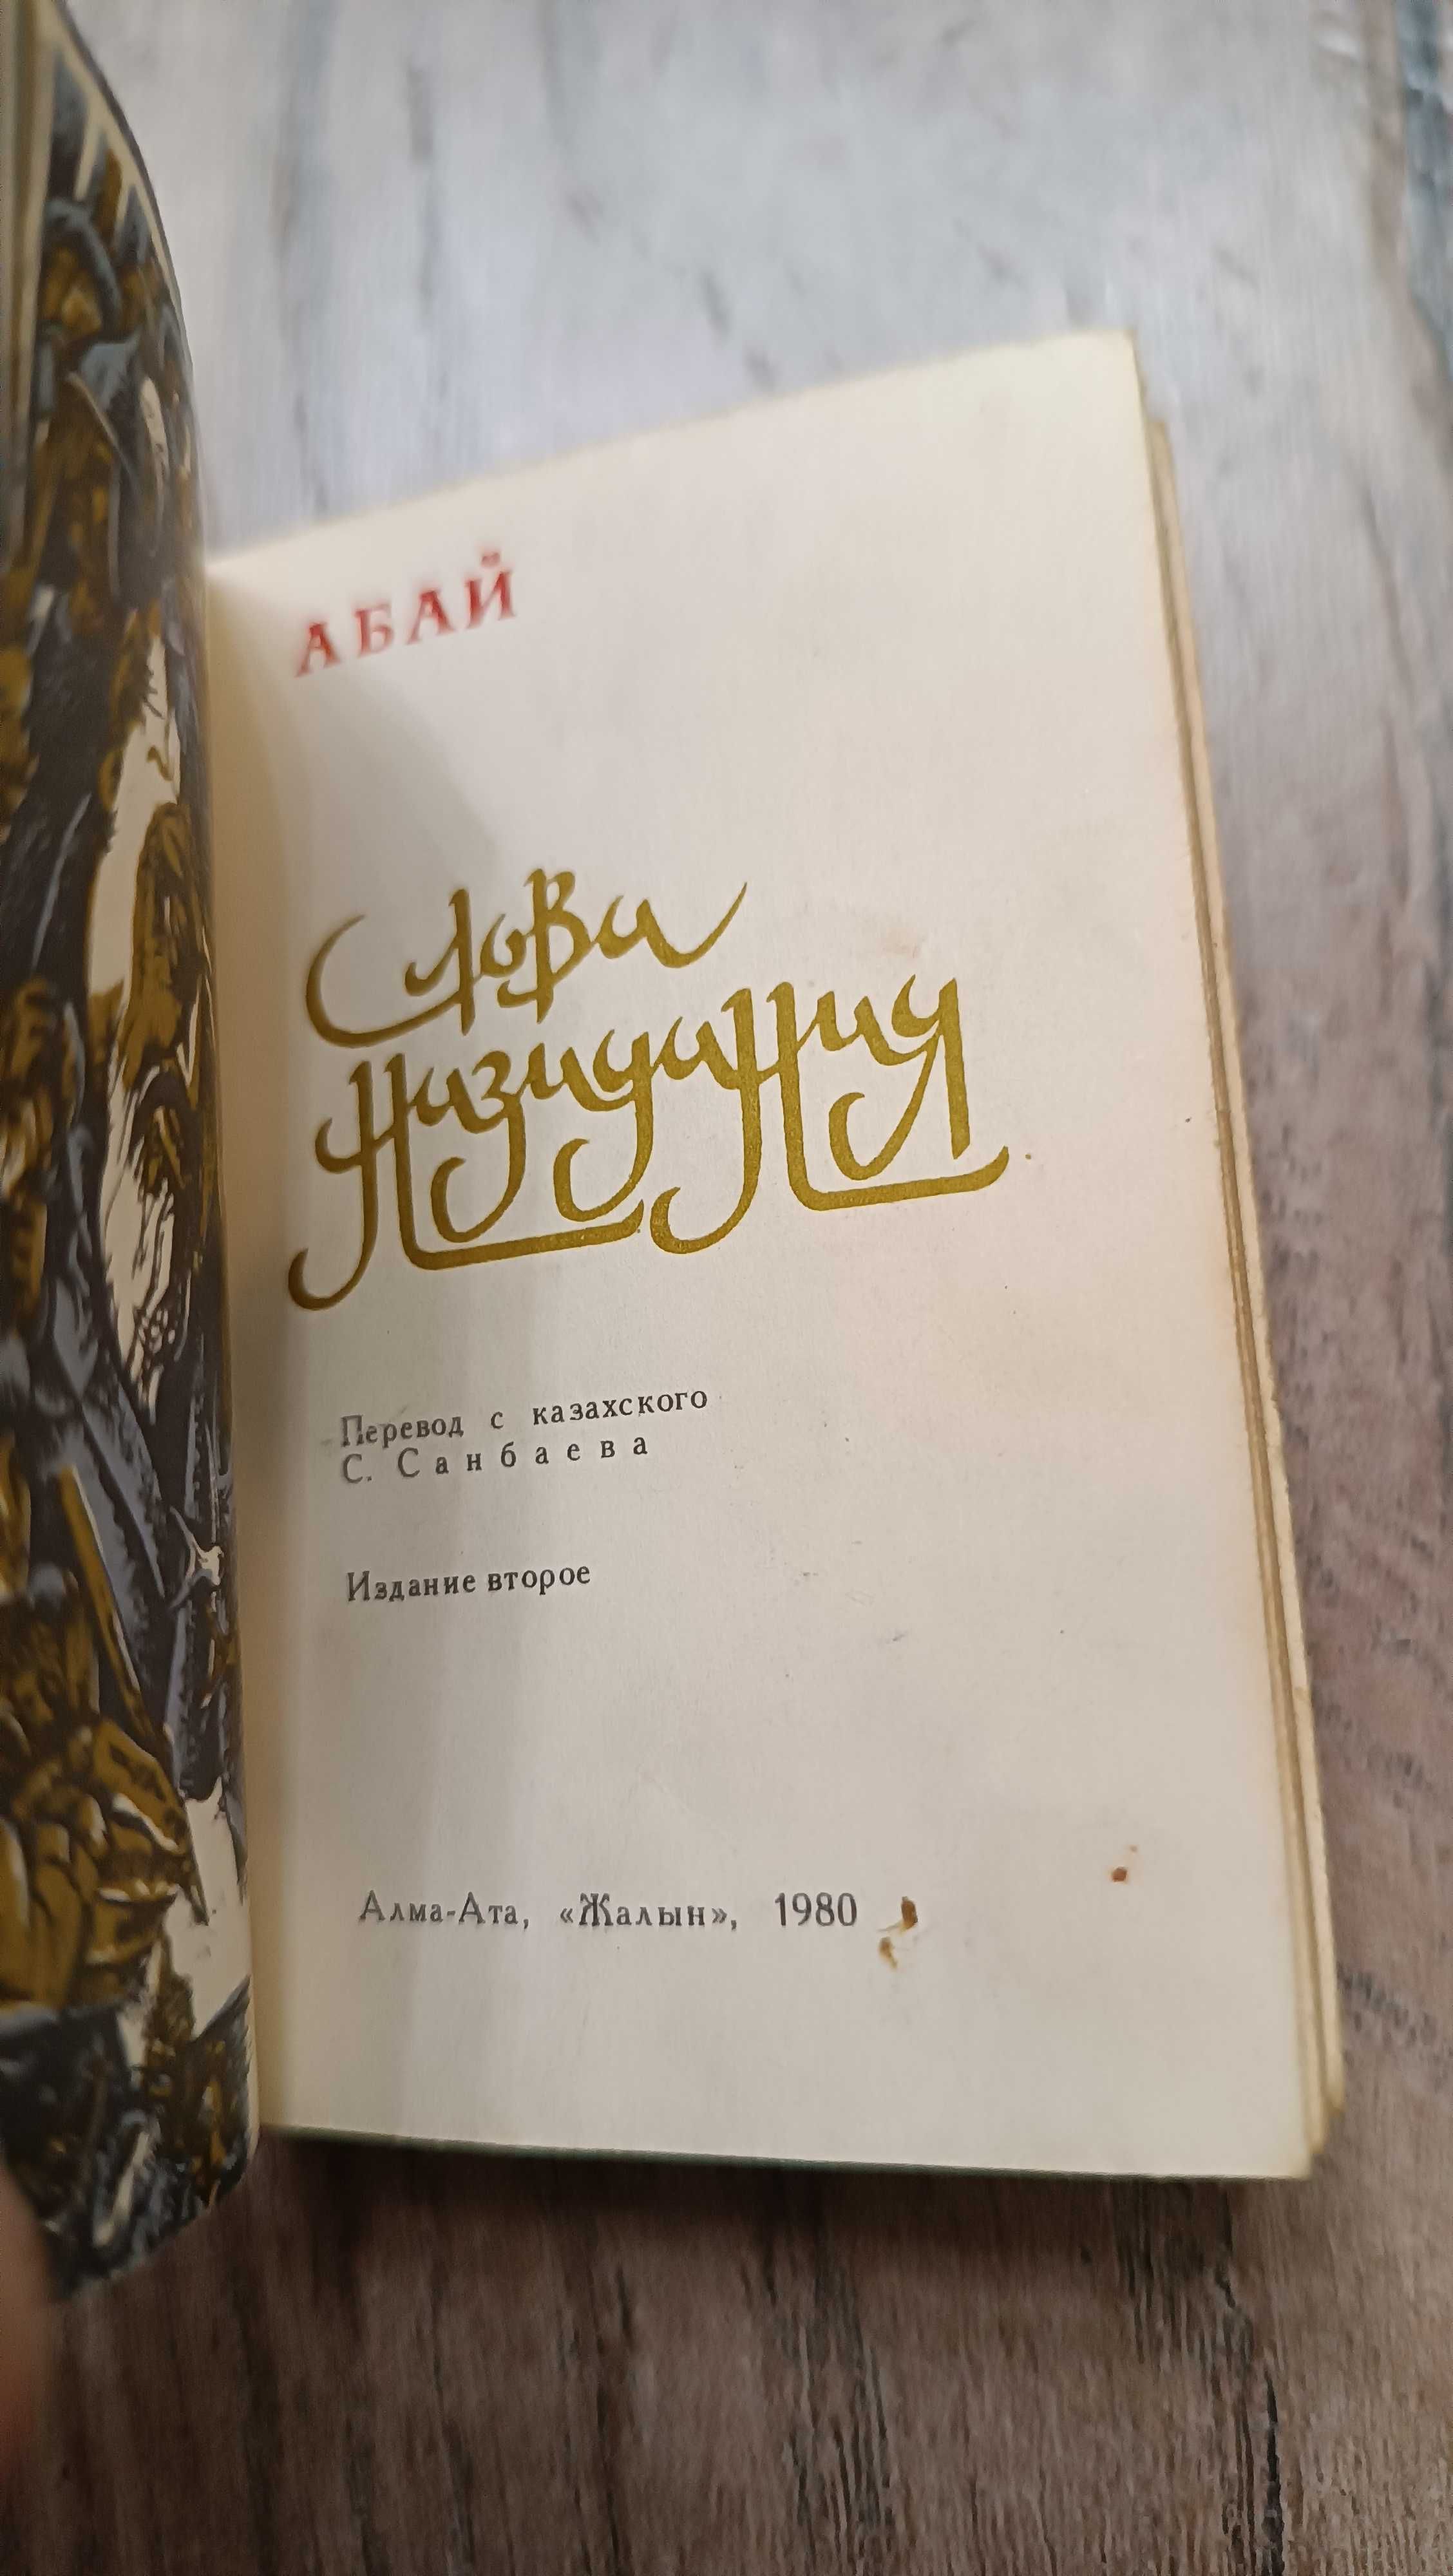 АБАЙ
Слова
Назидания
Перевод с казахского
С. Санбаева
Издание второе
Алма-Ата, «Жалын», 1980